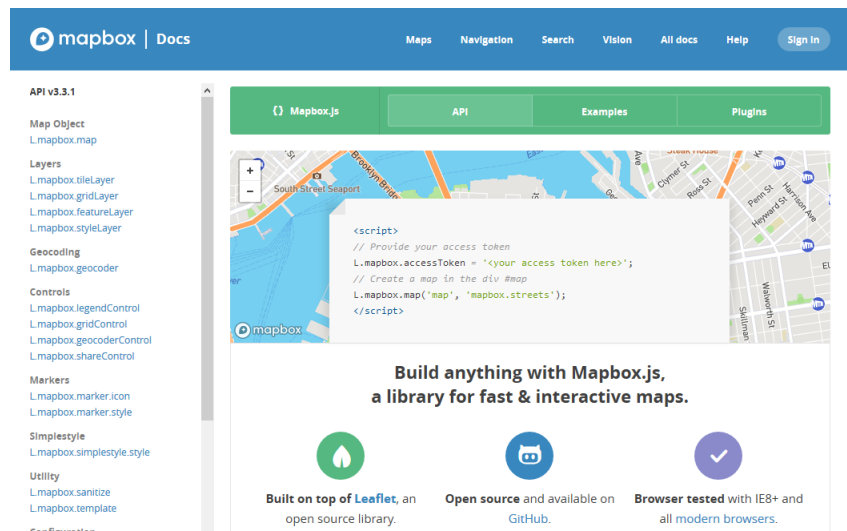 mapbox | Docs
Maps Navigation Search Vision All docs Help Sign in
API v3.3.1
Map Object
L.mapbox.map
Layers
L.mapbox.tileLayer
L.mapbox.gridLayer
L.mapbox.featureLayer
L.mapbox.styleLayer
Geocoding
L.mapbox.geocoder
Controls
L.mapbox.legendControl
L.mapbox.gridControl
L.mapbox.geocoderControl
L.mapbox.shareControl
Markers
L.mapbox.marker.icon
L.mapbox.marker.style
Simplestyle
L.mapbox.simplestyle.style
Utility
L.mapbox.sanitize
L.mapbox.template
{} Mapbox.js API Examples Plugins
+
−
South Street Seaport
Brooklyn Bridge
Steak House
Ave
Clymer St
Ross St
Penn St
Heyward St
Harrison Ave
Walworth St
Skillman
<script>
// Provide your access token
L.mapbox.accessToken = '<your access token here>';
// Create a map in the div #map
L.mapbox.map('map', 'mapbox.streets');
</script>
mapbox
Build anything with Mapbox.js,
a library for fast & interactive maps.
Built on top of Leaflet, an
open source library.
Open source and available on
GitHub.
Browser tested with IE8+ and
all modern browsers.